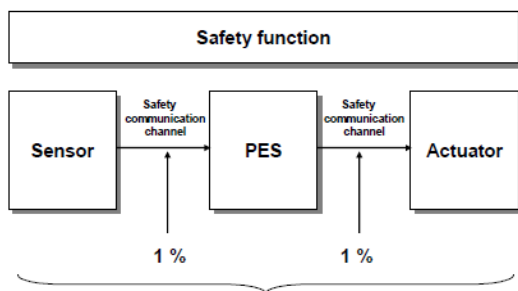 Safety function
Safety
communication
channel
Safety
communication
channel
Sensor
PES
Actuator
1 %
1 %